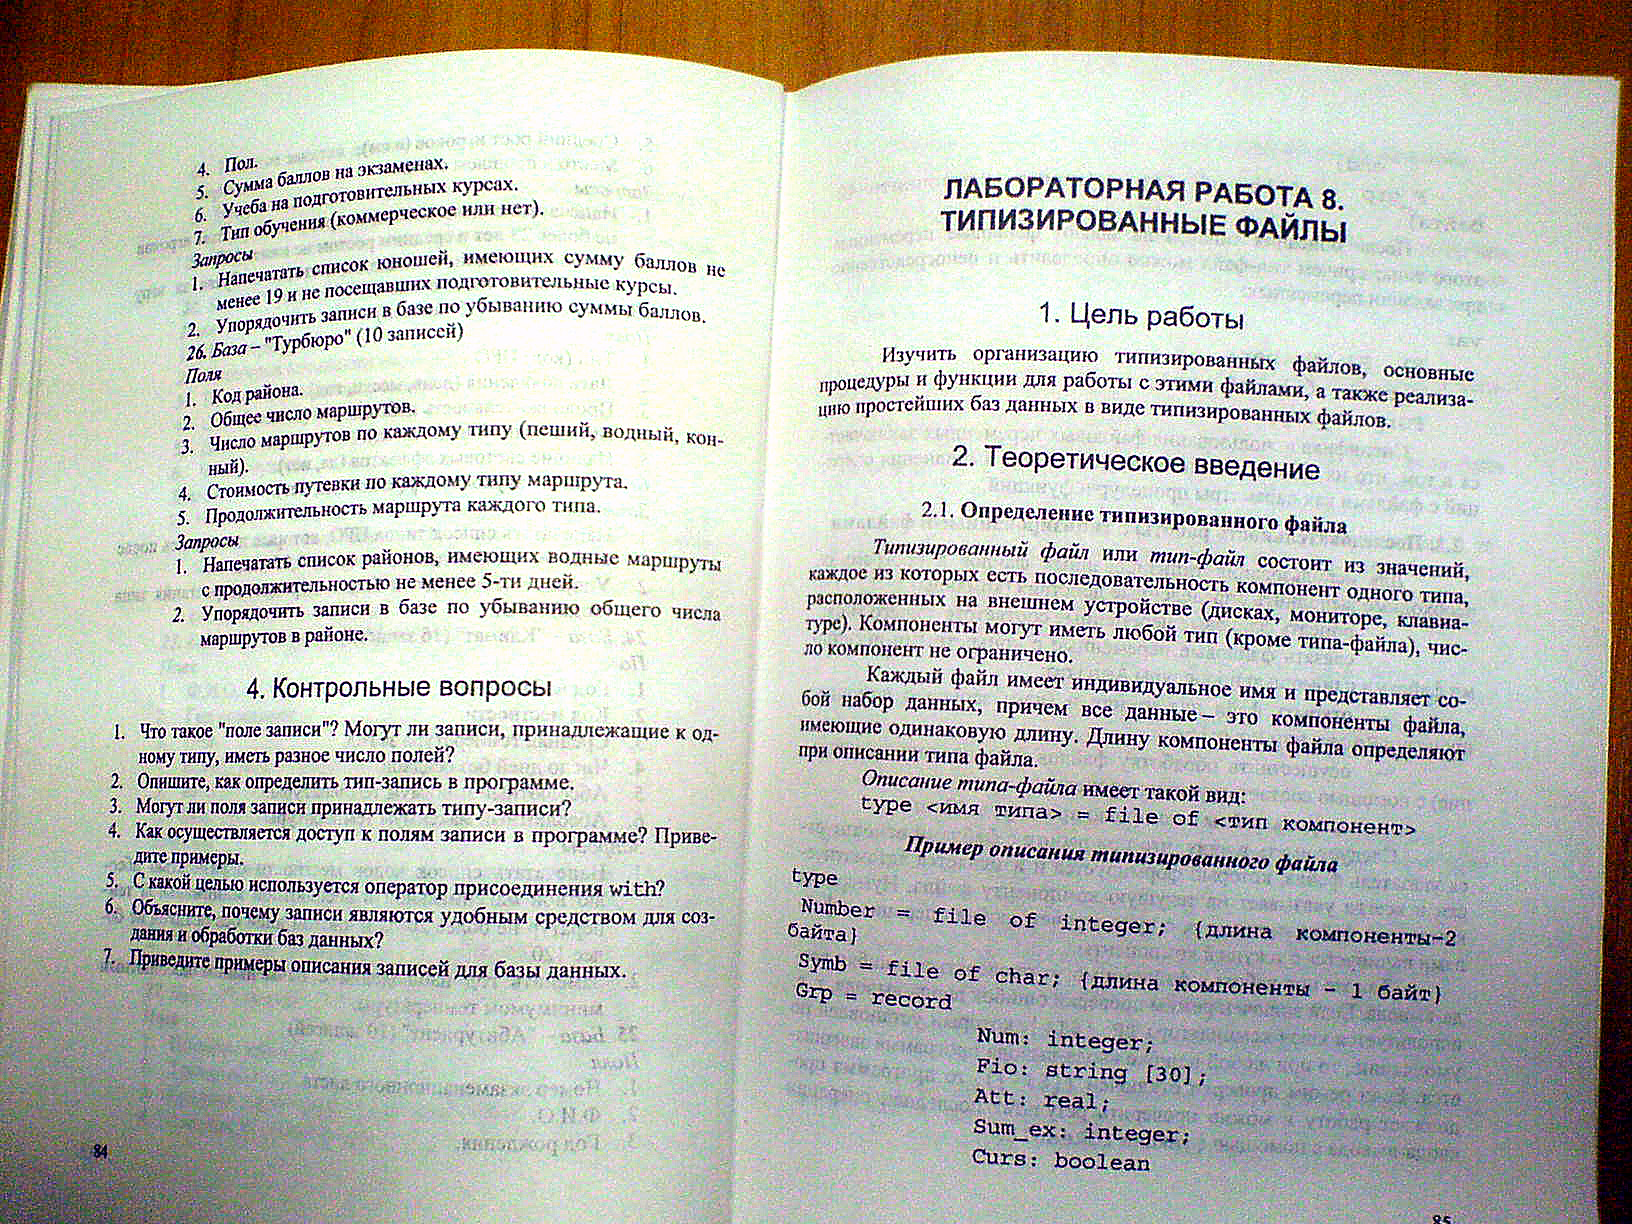 4. Пол.
5. Сумма баллов на экзаменах.
6. Учеба на подготовительных курсах.
7. Тип обучения (коммерческое или нет).
Запросы
1. Напечатать список юношей, имеющих сумму баллов не
менее 19 и не посещавших подготовительные курсы.
2. Упорядочить записи в базе по убыванию суммы баллов.
26. База – "Турбюро" (10 записей)
Поля
1. Код района.
2. Общее число маршрутов.
3. Число маршрутов по каждому типу (пеший, водный, кон-
ный).
4. Стоимость путевки по каждому типу маршрута.
5. Продолжительность маршрута каждого типа.
Запросы
1. Напечатать список районов, имеющих водные маршруты
с продолжительностью не менее 5-ти дней.
2. Упорядочить записи в базе по убыванию общего числа
маршрутов в районе.
4. Контрольные вопросы
1. Что такое "поле записи"? Могут ли записи, принадлежащие к од-
ному типу, иметь разное число полей?
2. Опишите, как определить тип-запись в программе.
3. Могут ли поля записи принадлежать типу-записи?
4. Как осуществляется доступ к полям записи в программе? Приве-
дите примеры.
5. С какой целью используется оператор присоединения with?
6. Объясните, почему записи являются удобным средством для соз-
дания и обработки баз данных?
7. Приведите примеры описания записей для базы данных.
84
ЛАБОРАТОРНАЯ РАБОТА 8.
ТИПИЗИРОВАННЫЕ ФАЙЛЫ
1. Цель работы
Изучить организацию типизированных файлов, основные
процедуры и функции для работы с этими файлами, а также реализа-
цию простейших баз данных в виде типизированных файлов.
2. Теоретическое введение
2.1. Определение типизированного файла
Типизированный файл или тип-файл состоит из значений,
каждое из которых есть последовательность компонент одного типа,
расположенных на внешнем устройстве (дисках, мониторе, клавиа-
туре). Компоненты могут иметь любой тип (кроме типа-файла), чис-
ло компонент не ограничено.
Каждый файл имеет индивидуальное имя и представляет со-
бой набор данных, причем все данные – это компоненты файла,
имеющие одинаковую длину. Длину компоненты файла определяют
при описании типа файла.
Описание типа-файла имеет такой вид:
type <имя типа> = file of <тип компонент>
Пример описания типизированного файла
type
Number = file of integer; {длина компоненты-2
байта}
Symb = file of char; {длина компоненты - 1 байт}
Grp = record
Num: integer;
Fio: string [30];
Att: real;
Sum_ex: integer;
Curs: boolean
85